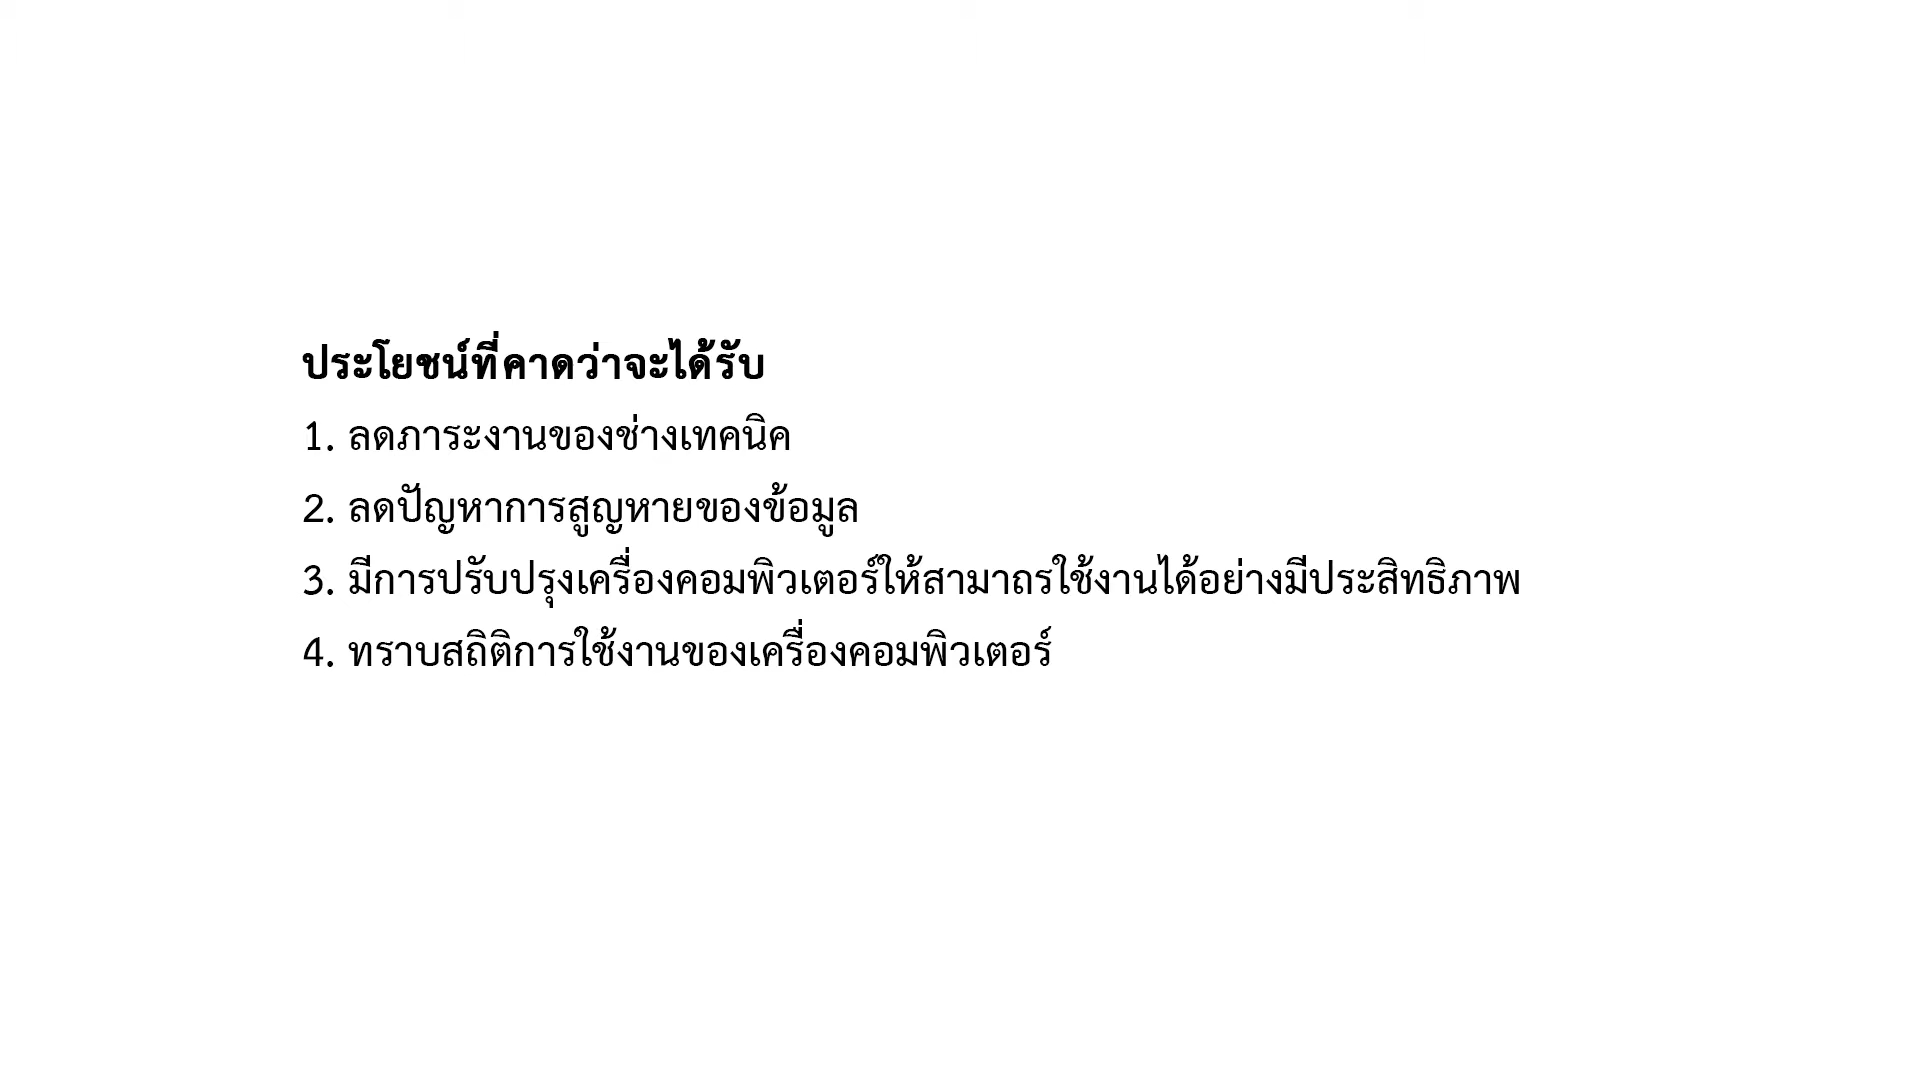 ประโยชน์ที่คาดว่าจะได้รับ
1. ลดภาระงานของช่างเทคนิค
2. ลดปัญหาการสูญหายของข้อมูล
3. มีการปรับปรุงเครื่องคอมพิวเตอร์ให้สามาถรใช้งานได้อย่างมีประสิทธิภาพ
4. ทราบสถิติการใช้งานของเครื่องคอมพิวเตอร์